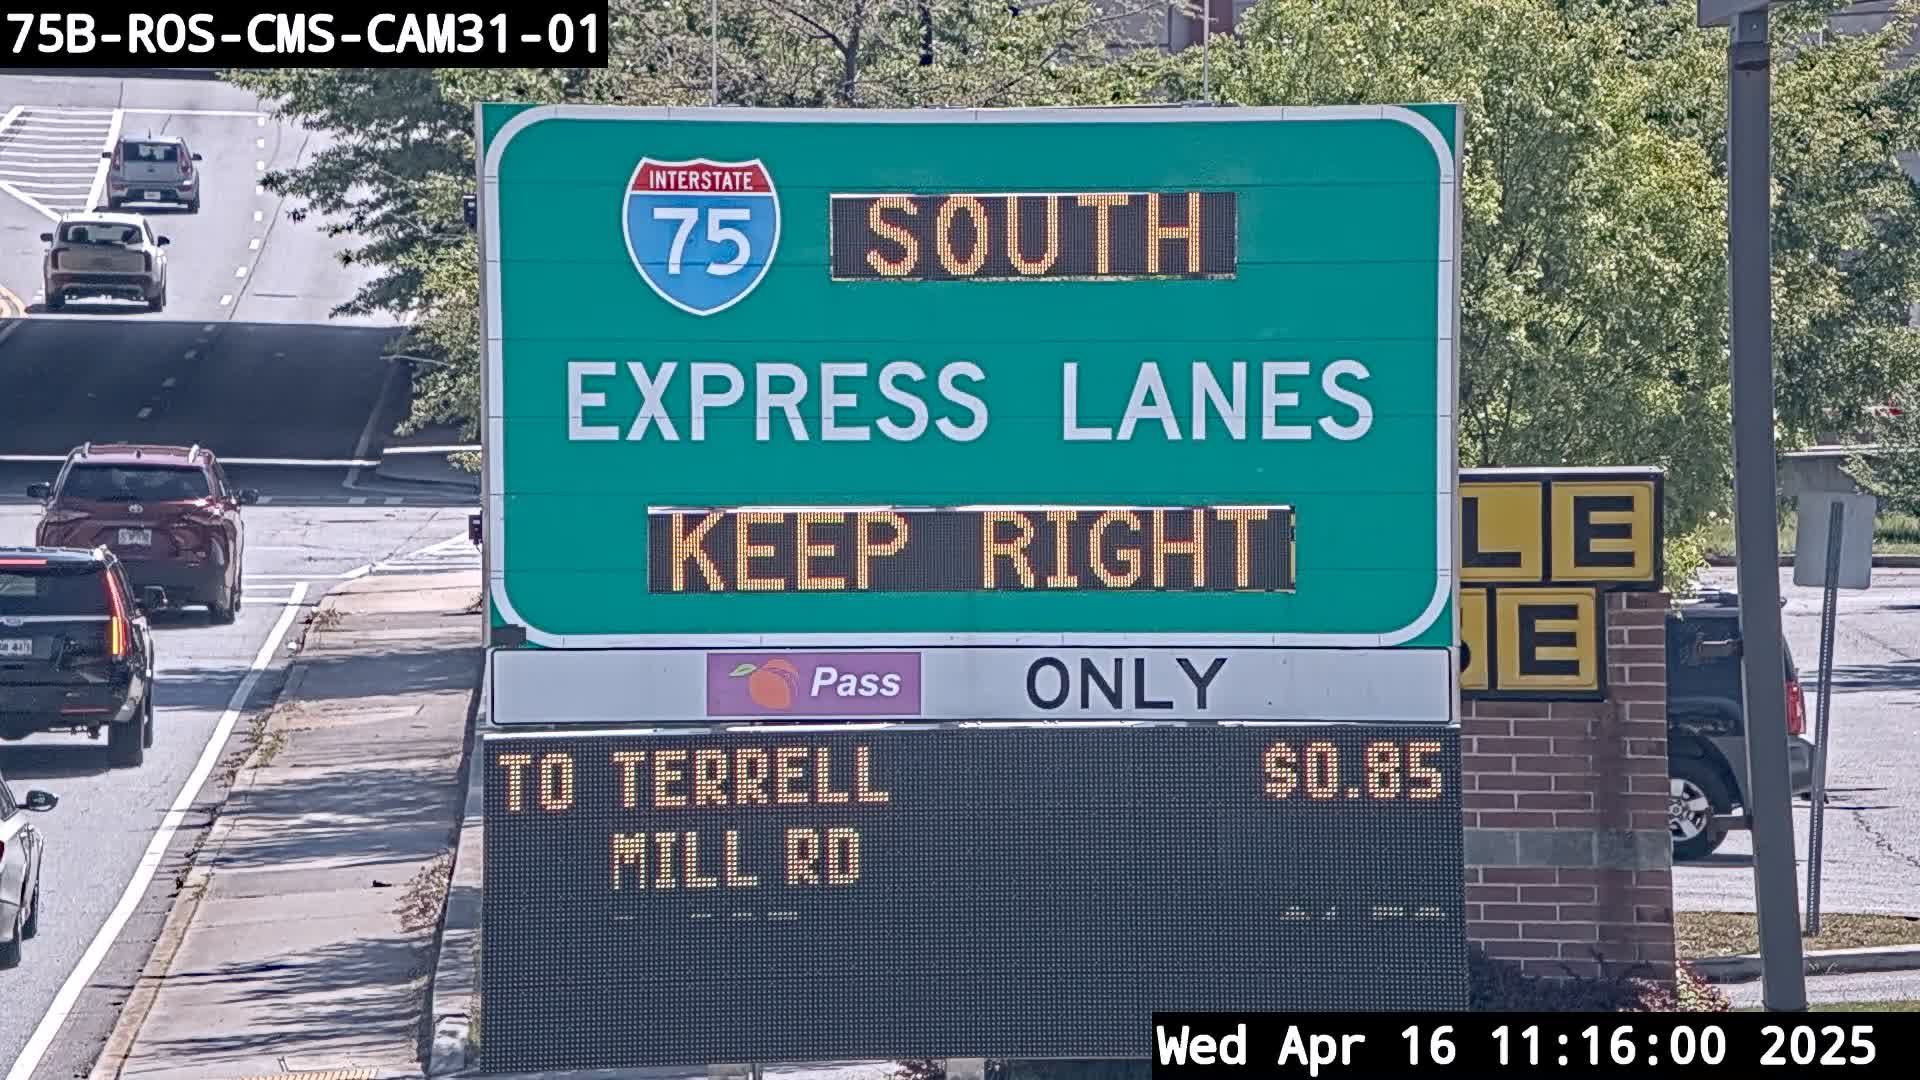 75B-ROS-CMS-CAM31-01
INTERSTATE
75
SOUTH
EXPRESS LANES
KEEP RIGHT
Pass ONLY
TO TERRELL $0.85
MILL RD
LE
E
Wed Apr 16 11:16:00 2025